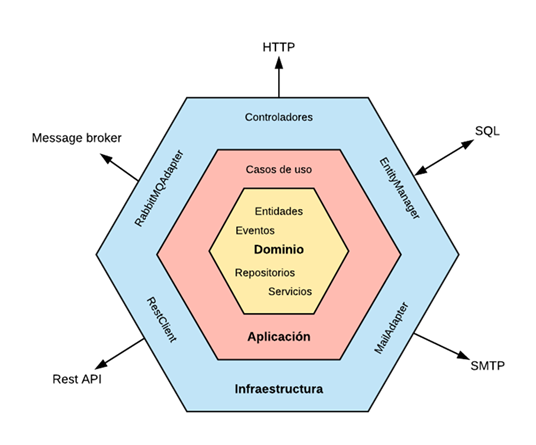 HTTP
Controladores
Message broker
SQL
RabbitMQAdapter
EntityManager
Casos de uso
Entidades
Eventos
Dominio
Repositorios
Servicios
RestClient
MailAdapter
Aplicación
Rest API
SMTP
Infraestructura